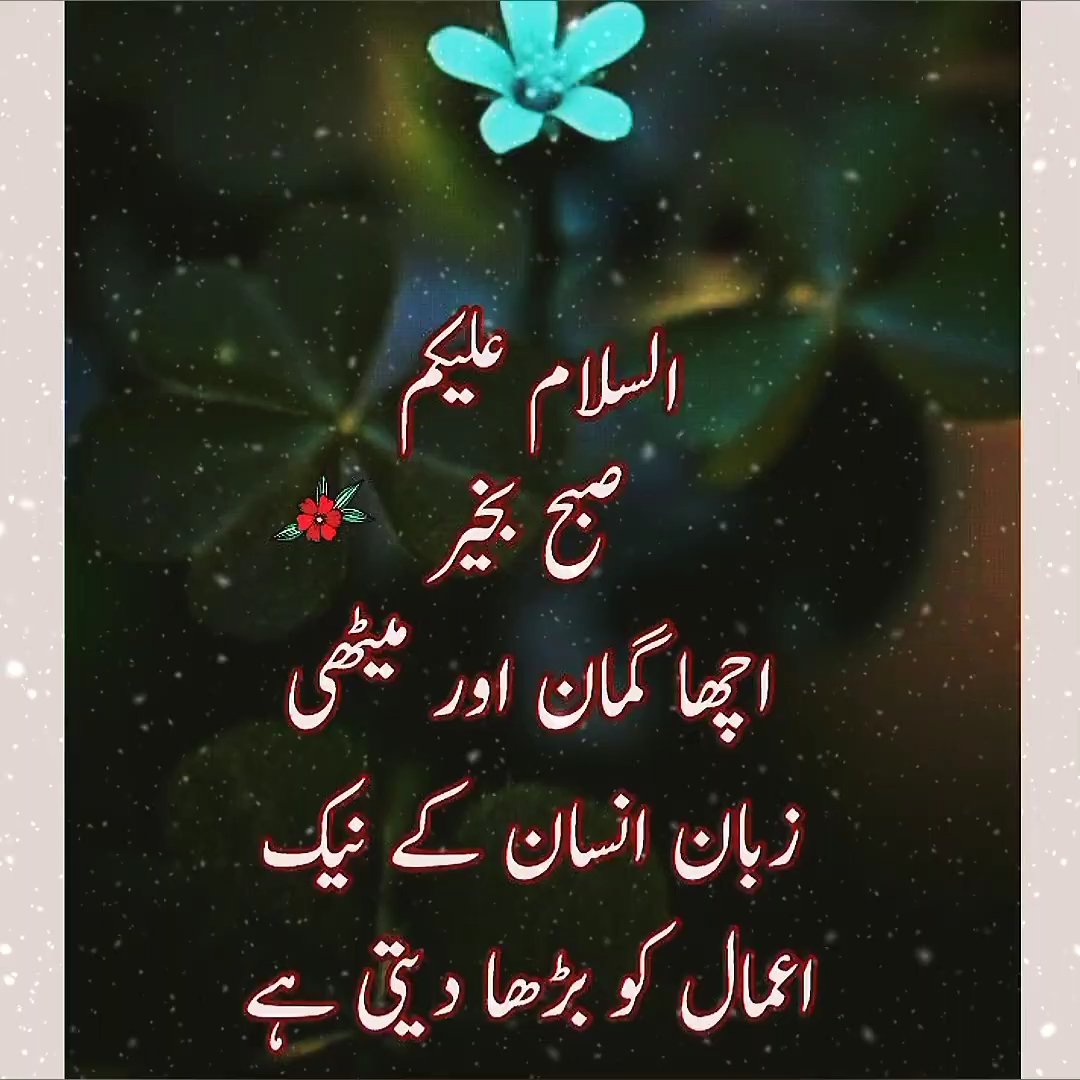 السلام علیکم
صبح بخیر
اچھا گمان اور میٹھی
زبان انسان کے نیک
اعمال کو بڑھا دیتی ہے